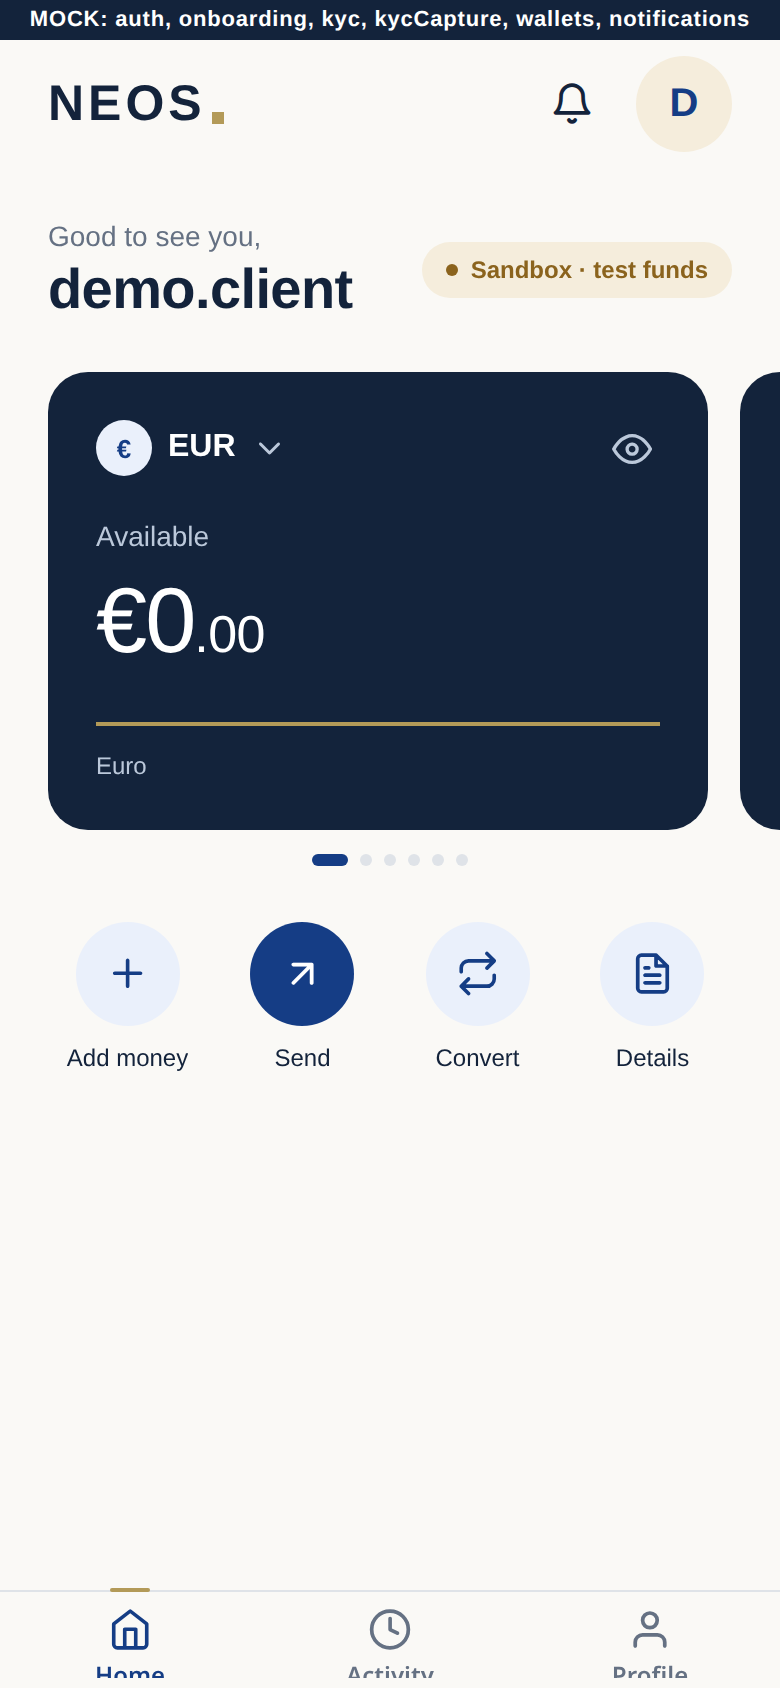 MOCK: auth, onboarding, kyc, kycCapture, wallets, notifications
NEOS.
D
Good to see you,
demo.client
Sandbox · test funds
€ EUR
Available
€0.00
Euro
Add money
Send
Convert
Details
Home
Activity
Profile